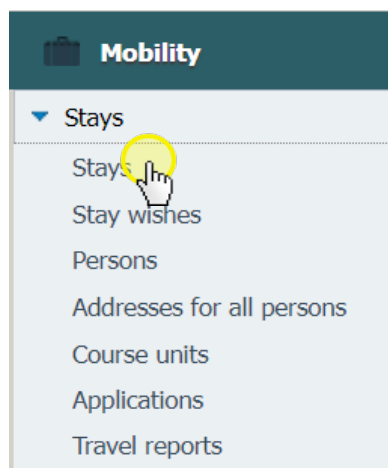 Mobility
Stays
Stays
Stay wishes
Persons
Addresses for all persons
Course units
Applications
Travel reports